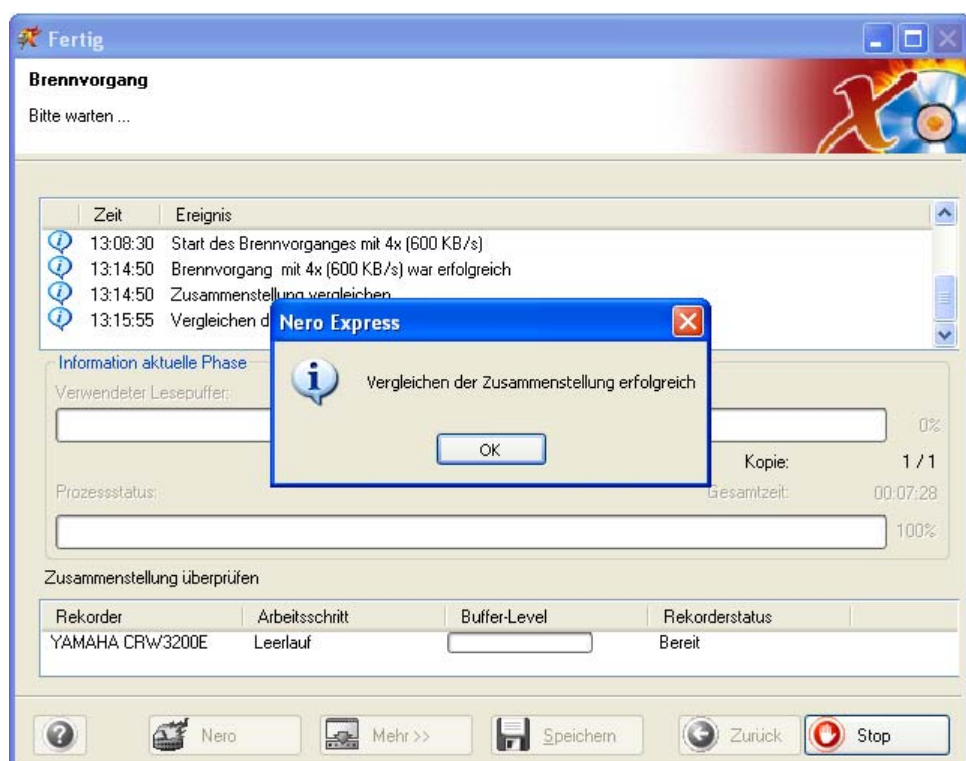 Fertig
Brennvorgang
Bitte warten ...
Zeit Ereignis
13:08:30 Start des Brennvorganges mit 4x (600 KB/s)
13:14:50 Brennvorgang mit 4x (600 KB/s) war erfolgreich
13:14:50 Zusammenstellung vergleichen
13:15:55 Vergleichen
Nero Express
Vergleichen der Zusammenstellung erfolgreich
OK
Information aktuelle Phase
Verwendeter Lesepuffer:
0%
Kopie: 1 / 1
Prozessstatus:
Gesamtzeit: 00:07:28
100%
Zusammenstellung überprüfen
Rekorder Arbeitsschritt Buffer-Level Rekorderstatus
YAMAHA CRW3200E Leerlauf Bereit
Nero Mehr >> Speichern Zurück Stop